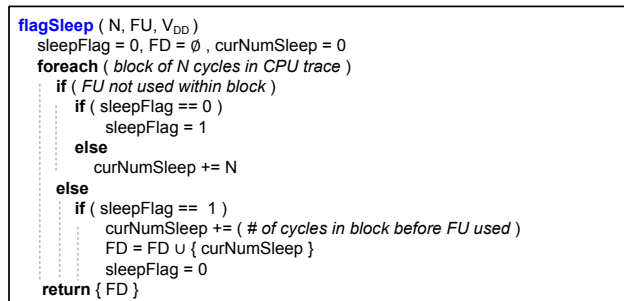 flagSleep ( N, FU, V_DD )
sleepFlag = 0, FD = ∅ , curNumSleep = 0
foreach ( block of N cycles in CPU trace )
if ( FU not used within block )
if ( sleepFlag == 0 )
sleepFlag = 1
else
curNumSleep += N
else
if ( sleepFlag == 1 )
curNumSleep += ( # of cycles in block before FU used )
FD = FD ∪ { curNumSleep }
sleepFlag = 0
return { FD }